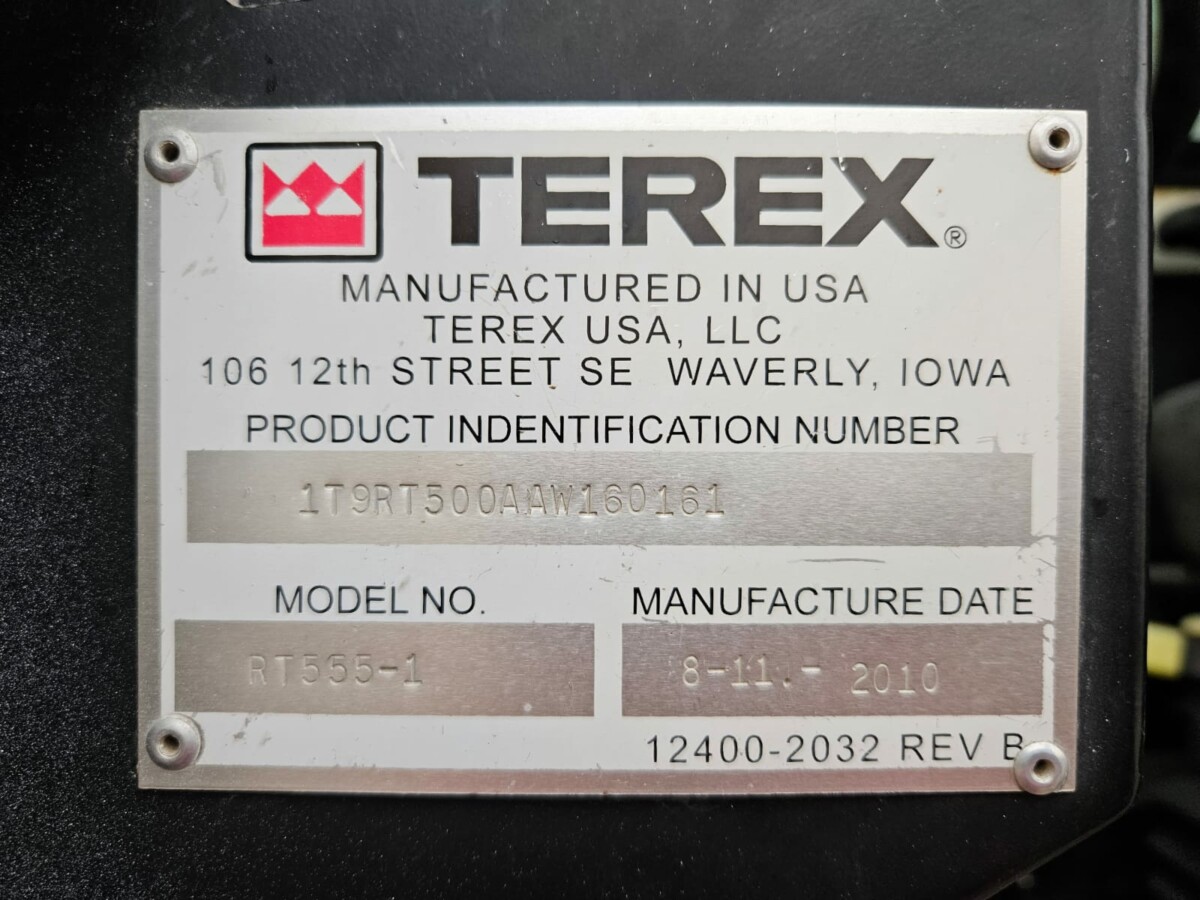 TEREX®
MANUFACTURED IN USA
TEREX USA, LLC
106 12th STREET SE WAVERLY, IOWA
PRODUCT INDENTIFICATION NUMBER
1T9RT500AAW160161
MODEL NO. MANUFACTURE DATE
RT555-1 8-11.- 2010
12400-2032 REV B